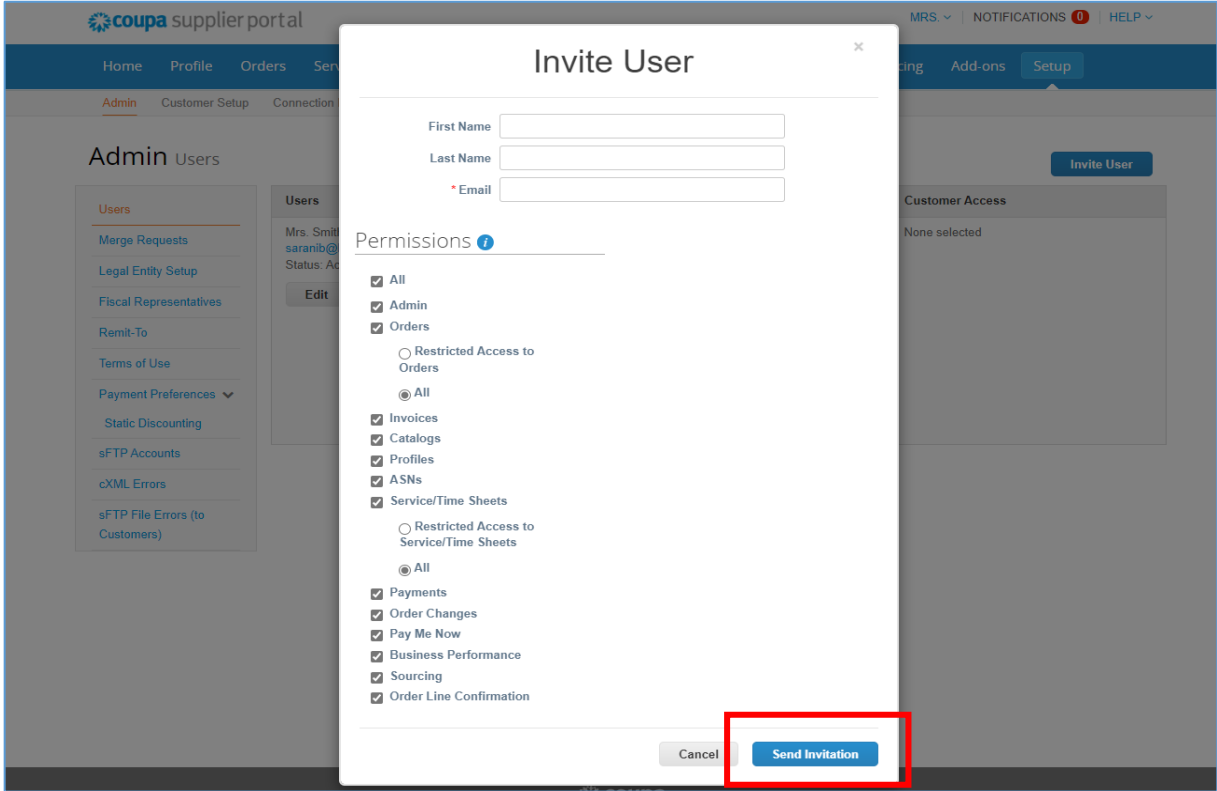 coupa supplier portal
MRS. NOTIFICATIONS 0 HELP
Home Profile Orders Add-ons Setup
Admin Customer Setup Connection
Admin Users
Invite User
Users
Merge Requests
Legal Entity Setup
Fiscal Representatives
Remit-To
Terms of Use
Payment Preferences
Static Discounting
sFTP Accounts
cXML Errors
sFTP File Errors (to
Customers)
Users
Mrs.
saranib@
Status:
Edit
Customer Access
None selected
Invite User
×
First Name
Last Name
* Email
Permissions i
All
Admin
Orders
Restricted Access to
Orders
All
Invoices
Catalogs
Profiles
ASNs
Service/Time Sheets
Restricted Access to
Service/Time Sheets
All
Payments
Order Changes
Pay Me Now
Business Performance
Sourcing
Order Line Confirmation
Cancel Send Invitation